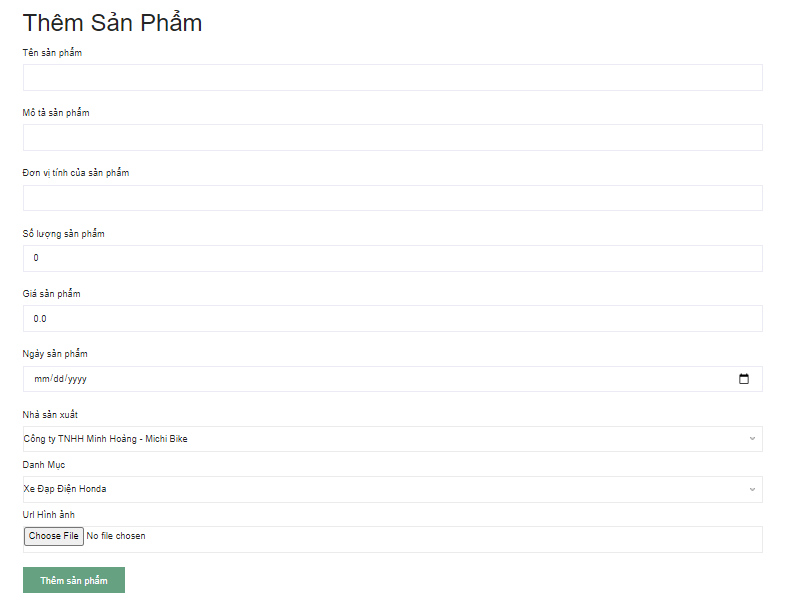 Thêm Sản Phẩm
Tên sản phẩm
Mô tả sản phẩm
Đơn vị tính của sản phẩm
Số lượng sản phẩm
0
Giá sản phẩm
0.0
Ngày sản phẩm
mm/dd/yyyy
Nhà sản xuất
Công ty TNHH Minh Hoàng - Michi Bike
Danh Mục
Xe Đạp Điện Honda
Url Hình ảnh
Choose File No file chosen
Thêm sản phẩm